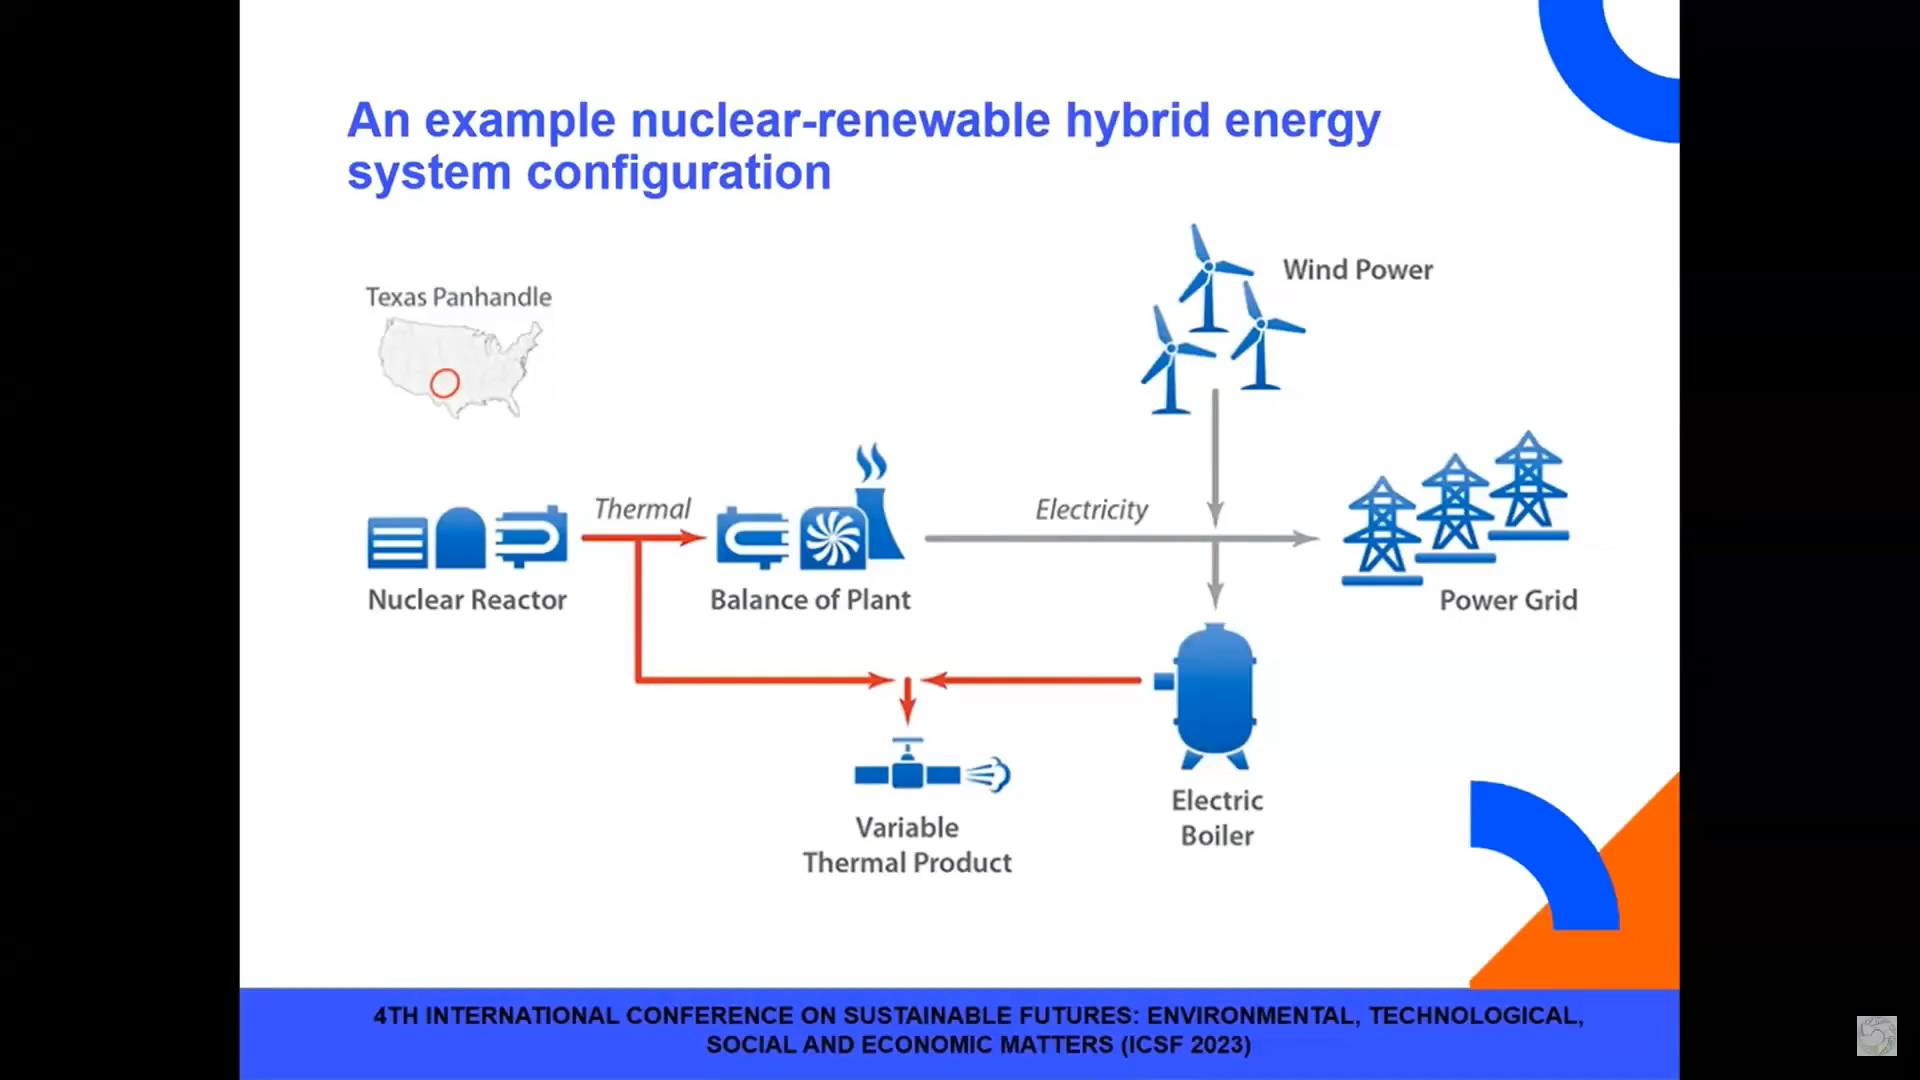 An example nuclear-renewable hybrid energy
system configuration
Wind Power
Texas Panhandle
Thermal
Electricity
Nuclear Reactor
Balance of Plant
Power Grid
Electric
Boiler
Variable
Thermal Product
4TH INTERNATIONAL CONFERENCE ON SUSTAINABLE FUTURES: ENVIRONMENTAL, TECHNOLOGICAL,
SOCIAL AND ECONOMIC MATTERS (ICSF 2023)